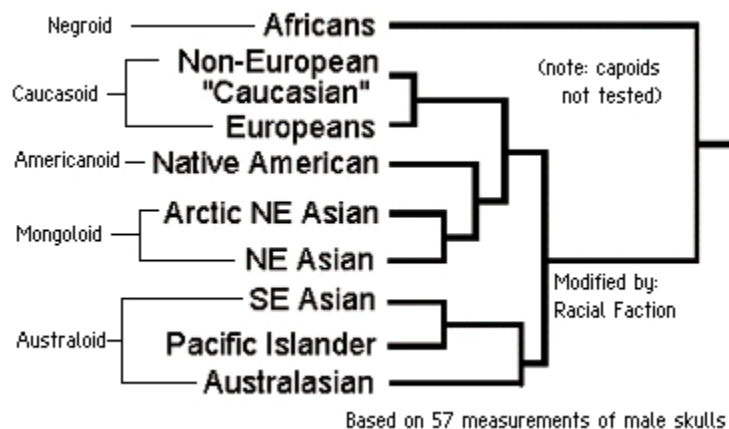 Negroid
Africans
Non-European
"Caucasian"
Caucasoid
Europeans
(note: capoids
not tested)
Americanoid
Native American
Arctic NE Asian
Mongoloid
NE Asian
SE Asian
Australoid
Pacific Islander
Australasian
Modified by:
Racial Faction
Based on 57 measurements of male skulls